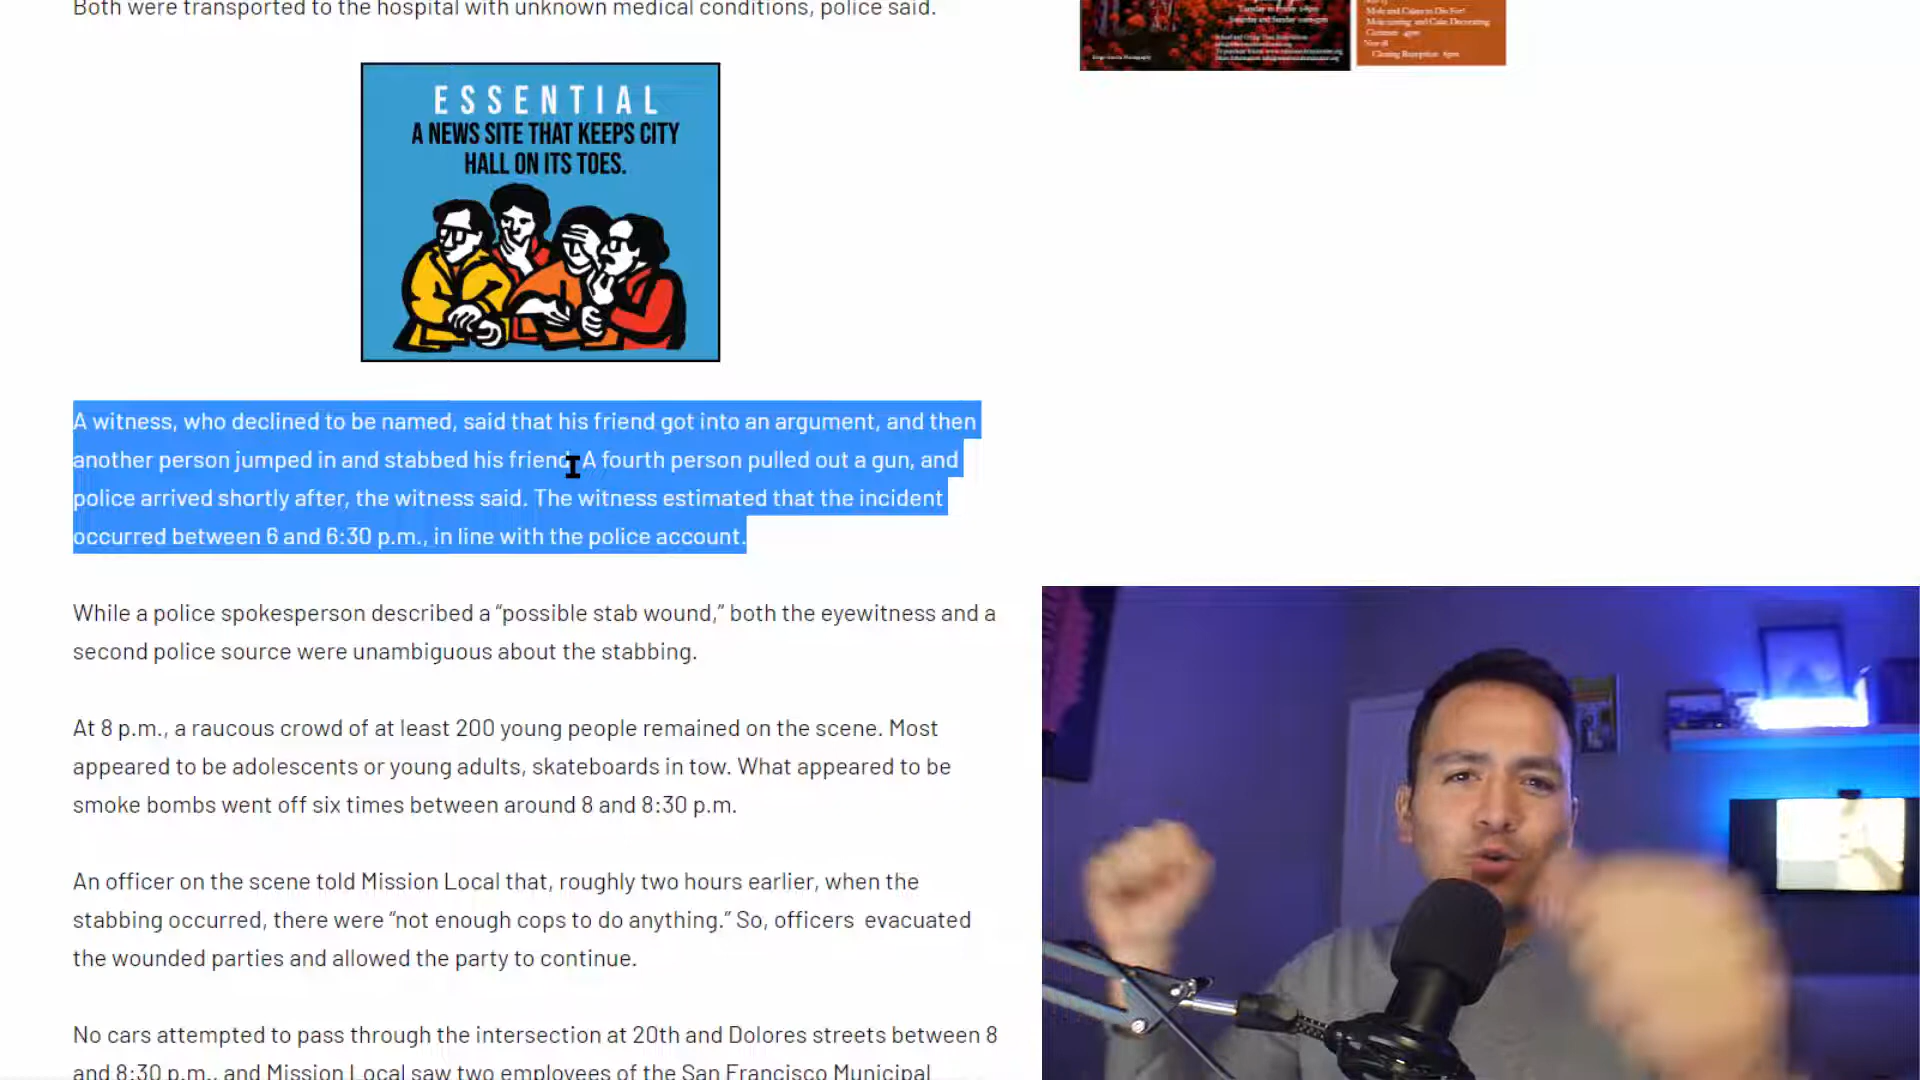 Both were transported to the hospital with unknown medical conditions, police said.
ESSENTIAL
A NEWS SITE THAT KEEPS CITY
HALL ON ITS TOES.
A witness, who declined to be named, said that his friend got into an argument, and then
another person jumped in and stabbed his friend. A fourth person pulled out a gun, and
police arrived shortly after, the witness said. The witness estimated that the incident
occurred between 6 and 6:30 p.m., in line with the police account.
While a police spokesperson described a “possible stab wound,” both the eyewitness and a
second police source were unambiguous about the stabbing.
At 8 p.m., a raucous crowd of at least 200 young people remained on the scene. Most
appeared to be adolescents or young adults, skateboards in tow. What appeared to be
smoke bombs went off six times between around 8 and 8:30 p.m.
An officer on the scene told Mission Local that, roughly two hours earlier, when the
stabbing occurred, there were “not enough cops to do anything.” So, officers evacuated
the wounded parties and allowed the party to continue.
No cars attempted to pass through the intersection at 20th and Dolores streets between 8
and 8:30 p.m., and Mission Local saw two employees of the San Francisco Municipal
Closing Reception 6pm